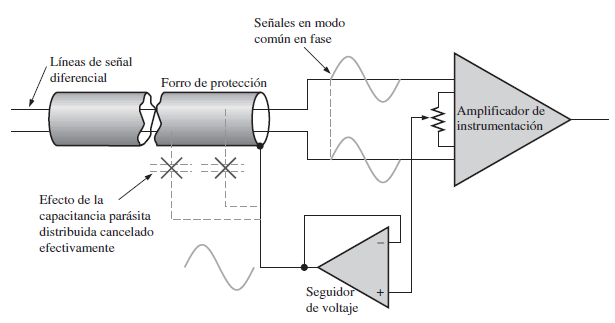 Señales en modo
común en fase
Líneas de señal
diferencial
Forro de protección
Amplificador de
instrumentación
Efecto de la
capacitancia parásita
distribuida cancelado
efectivamente
–
+
Seguidor
de voltaje